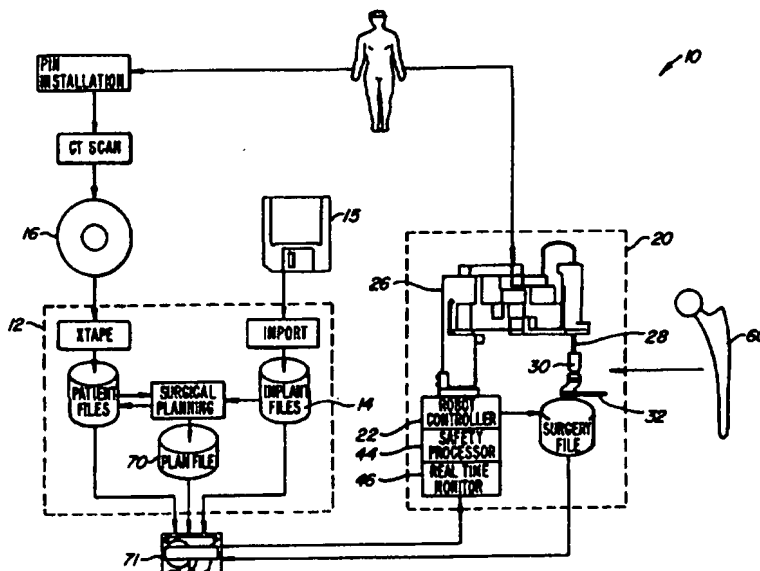 10
PIN
INSTALLATION
CT SCAN
16
15
20
26
12
XTAPE
IMPORT
28
60
30
PATIENT
FILES
SURGICAL
PLANNING
IMPLANT
FILES
14
32
ROBOT
CONTROLLER
22
SAFETY
PROCESSOR
44
REAL TIME
MONITOR
46
SURGERY
FILE
70
PLAN FILE
71